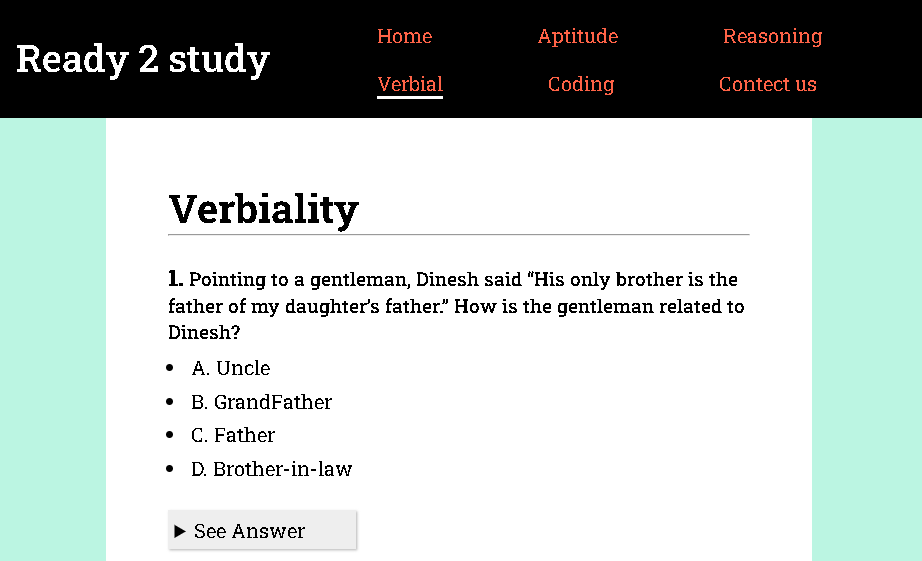 Ready 2 study
Home Aptitude Reasoning
Verbial Coding Contect us
Verbiality
1. Pointing to a gentleman, Dinesh said “His only brother is the
father of my daughter’s father.” How is the gentleman related to
Dinesh?
• A. Uncle
• B. GrandFather
• C. Father
• D. Brother-in-law
▶ See Answer